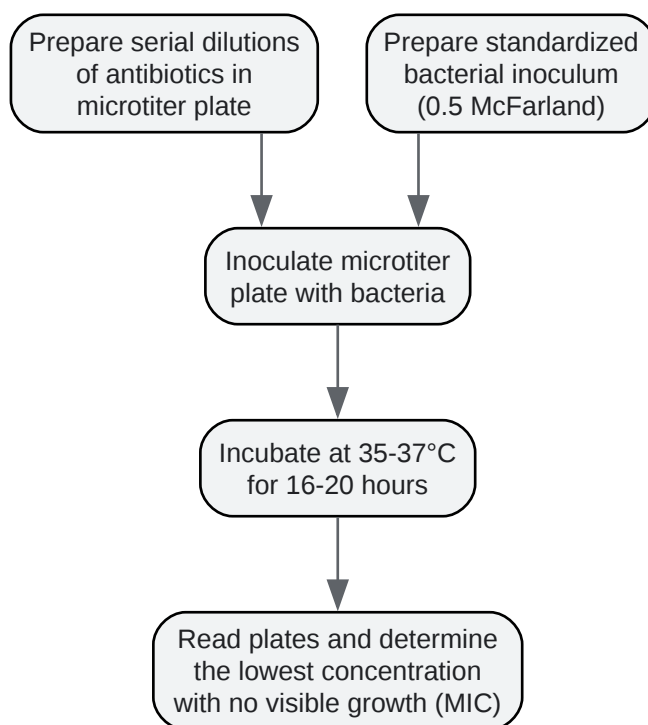 Prepare serial dilutions
of antibiotics in
microtiter plate
Prepare standardized
bacterial inoculum
(0.5 McFarland)
Inoculate microtiter
plate with bacteria
Incubate at 35-37°C
for 16-20 hours
Read plates and determine
the lowest concentration
with no visible growth (MIC)